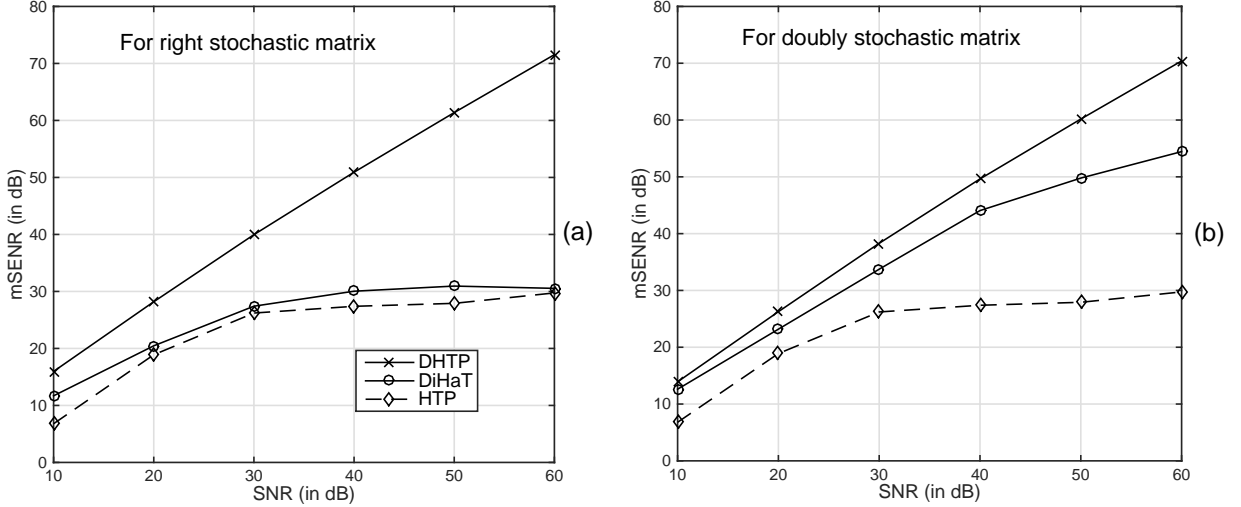 For right stochastic matrix
80
70
60
50
40
30
20
10
0
mSENR (in dB)
10 20 30 40 50 60
SNR (in dB)
DHTP
DiHaT
HTP
(a)
For doubly stochastic matrix
80
70
60
50
40
30
20
10
0
mSENR (in dB)
10 20 30 40 50 60
SNR (in dB)
(b)